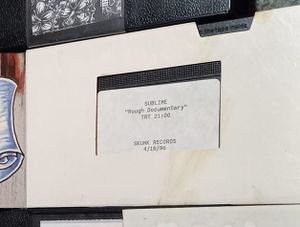 SUBLIME
"Rough Documentary"
TRT 21:00
SKUNK RECORDS
4/18/96